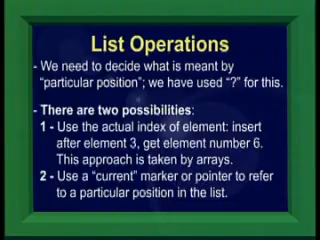 List Operations
- We need to decide what is meant by
"particular position"; we have used "?" for this.
- There are two possibilities:
1 - Use the actual index of element: insert
after element 3, get element number 6.
This approach is taken by arrays.
2 - Use a "current" marker or pointer to refer
to a particular position in the list.